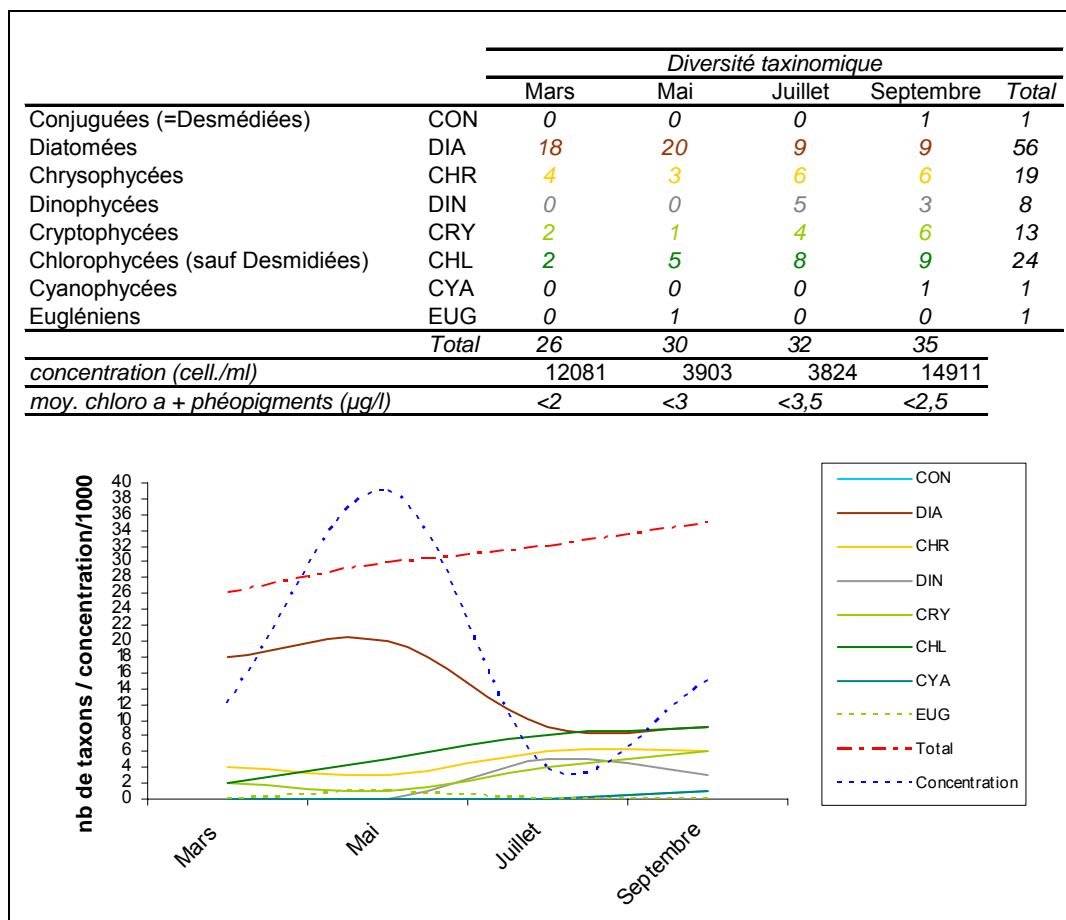 Diversité taxinomique
Mars Mai Juillet Septembre Total
Conjuguées (=Desmédiées) CON 0 0 0 1 1
Diatomées DIA 18 20 9 9 56
Chrysophycées CHR 4 3 6 6 19
Dinophycées DIN 0 0 5 3 8
Cryptophycées CRY 2 1 4 6 13
Chlorophycées (sauf Desmidiées) CHL 2 5 8 9 24
Cyanophycées CYA 0 0 0 1 1
Eugléniens EUG 0 1 0 0 1
Total 26 30 32 35
concentration (cell./ml) 12081 3903 3824 14911
moy. chloro a + phéopigments (µg/l) <2 <3 <3,5 <2,5
nb de taxons / concentration/1000
40
38
36
34
32
30
28
26
24
22
20
18
16
14
12
10
8
6
4
2
0
Mars
Mai
Juillet
Septembre
CON
DIA
CHR
DIN
CRY
CHL
CYA
EUG
Total
Concentration